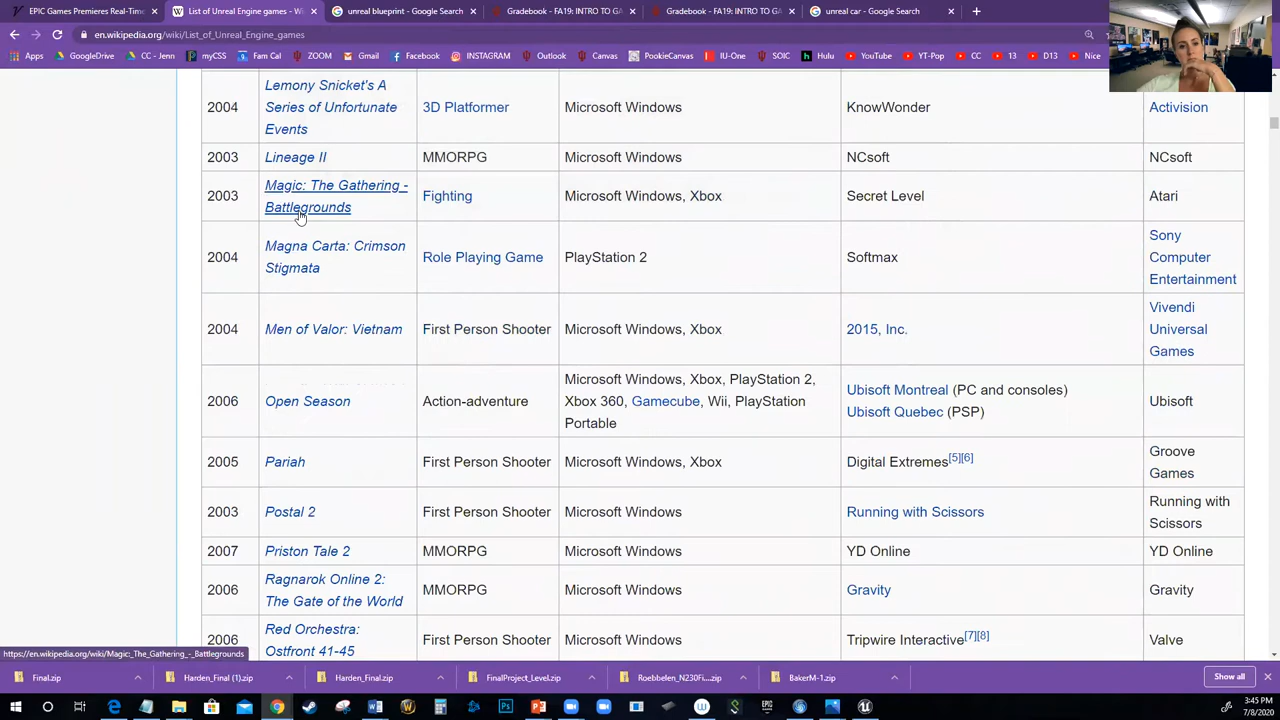 EPIC Games Premieres Real-Time
List of Unreal Engine games - Wi
unreal blueprint - Google Search
Gradebook - FA19: INTRO TO GA
Gradebook - FA19: INTRO TO GA
unreal car - Google Search
en.wikipedia.org/wiki/List_of_Unreal_Engine_games
Apps
GoogleDrive
CC - Jenn
myCSS
Fam Cal
ZOOM
Gmail
Facebook
INSTAGRAM
Outlook
Canvas
PookieCanvas
IU-One
SOIC
Hulu
YouTube
YT-Pop
CC
13
D13
Nice
2004
Lemony Snicket's A
Series of Unfortunate
Events
3D Platformer
Microsoft Windows
KnowWonder
Activision
2003
Lineage II
MMORPG
Microsoft Windows
NCsoft
NCsoft
2003
Magic: The Gathering -
Battlegrounds
Fighting
Microsoft Windows, Xbox
Secret Level
Atari
2004
Magna Carta: Crimson
Stigmata
Role Playing Game
PlayStation 2
Softmax
Sony
Computer
Entertainment
2004
Men of Valor: Vietnam
First Person Shooter
Microsoft Windows, Xbox
2015, Inc.
Vivendi
Universal
Games
2006
Open Season
Action-adventure
Microsoft Windows, Xbox, PlayStation 2,
Xbox 360, Gamecube, Wii, PlayStation
Portable
Ubisoft Montreal (PC and consoles)
Ubisoft Quebec (PSP)
Ubisoft
2005
Pariah
First Person Shooter
Microsoft Windows, Xbox
Digital Extremes[5][6]
Groove
Games
2003
Postal 2
First Person Shooter
Microsoft Windows
Running with Scissors
Running with
Scissors
2007
Priston Tale 2
MMORPG
Microsoft Windows
YD Online
YD Online
2006
Ragnarok Online 2:
The Gate of the World
MMORPG
Microsoft Windows
Gravity
Gravity
2006
Red Orchestra:
Ostfront 41-45
First Person Shooter
Microsoft Windows
Tripwire Interactive[7][8]
Valve
https://en.wikipedia.org/wiki/Magic:_The_Gathering_-_Battlegrounds
Final.zip
Harden_Final (1).zip
Harden_Final.zip
FinalProject_Level.zip
Roebbelen_N230Fi....zip
BakerM-1.zip
Show all
3:45 PM
7/8/2020